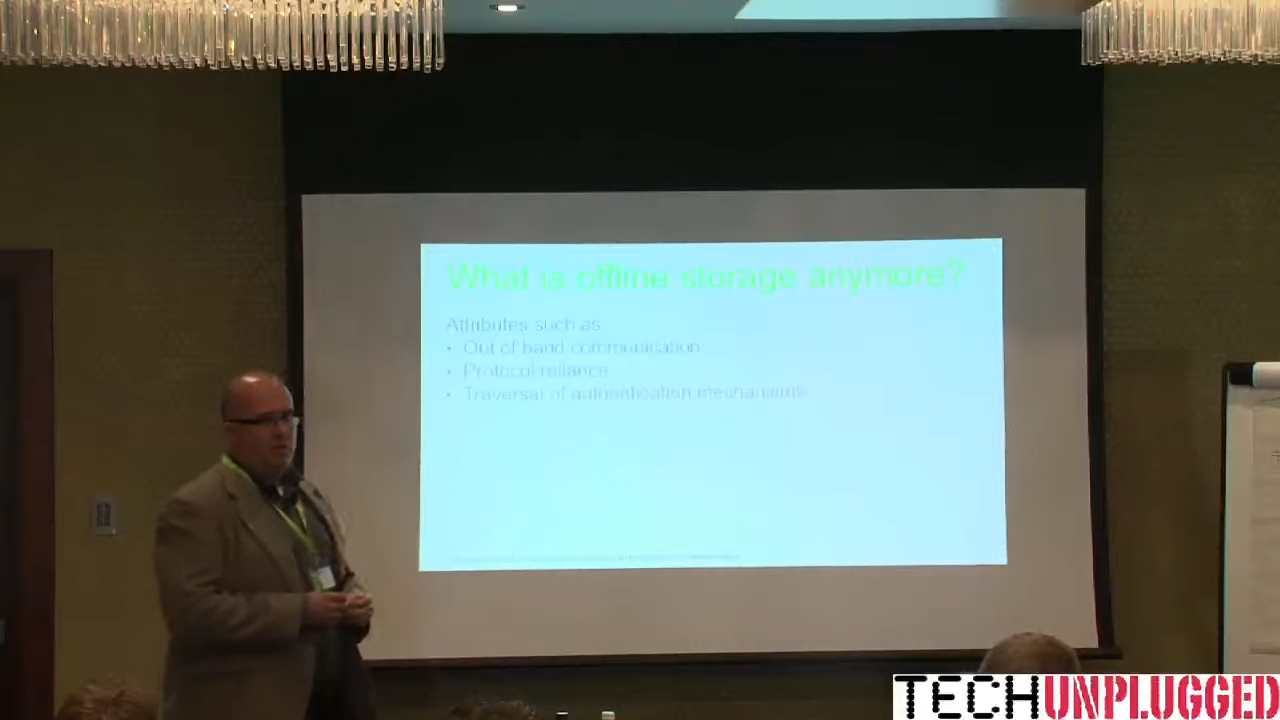 What is offline storage anymore?
Attributes such as
• Out of band communication
• Protocol reliance
• Traversal of authentication mechanisms
TECHUNPLUGGED